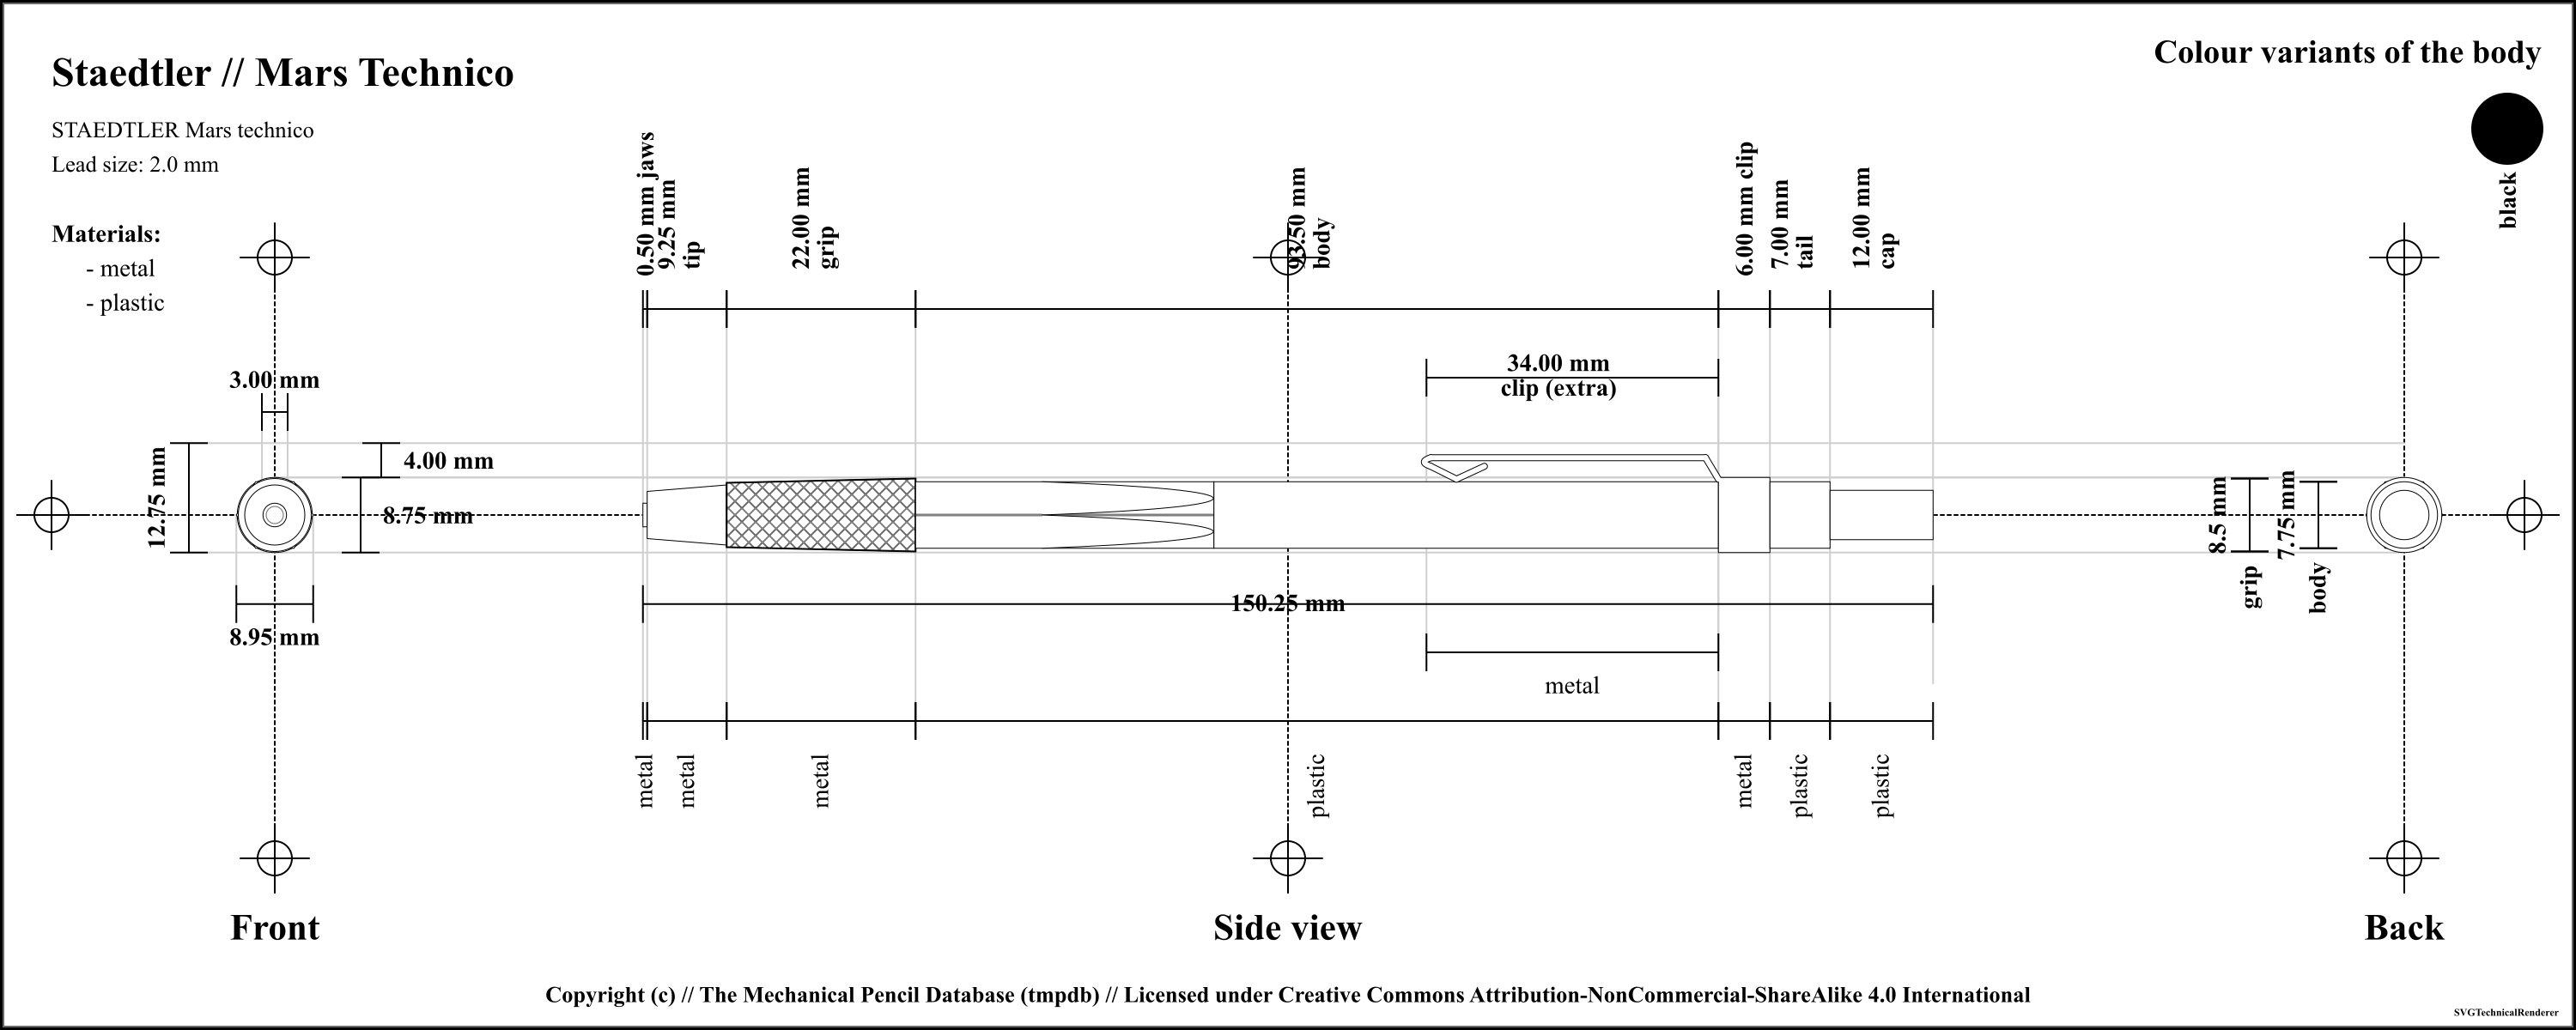 Staedtler // Mars Technico
Colour variants of the body
STAEDTLER Mars technico
Lead size: 2.0 mm
black
Materials:
- metal
- plastic
0.50 mm jaws
9.25 mm
tip
22.00 mm
grip
93.50 mm
body
6.00 mm clip
7.00 mm
tail
12.00 mm
cap
34.00 mm
clip (extra)
3.00 mm
12.75 mm
4.00 mm
8.75 mm
8.95 mm
150.25 mm
8.5 mm
grip
7.75 mm
body
metal
metal
metal
metal
plastic
metal
plastic
plastic
Front
Side view
Back
Copyright (c) // The Mechanical Pencil Database (tmpdb) // Licensed under Creative Commons Attribution-NonCommercial-ShareAlike 4.0 International
SVGTechnicalRenderer